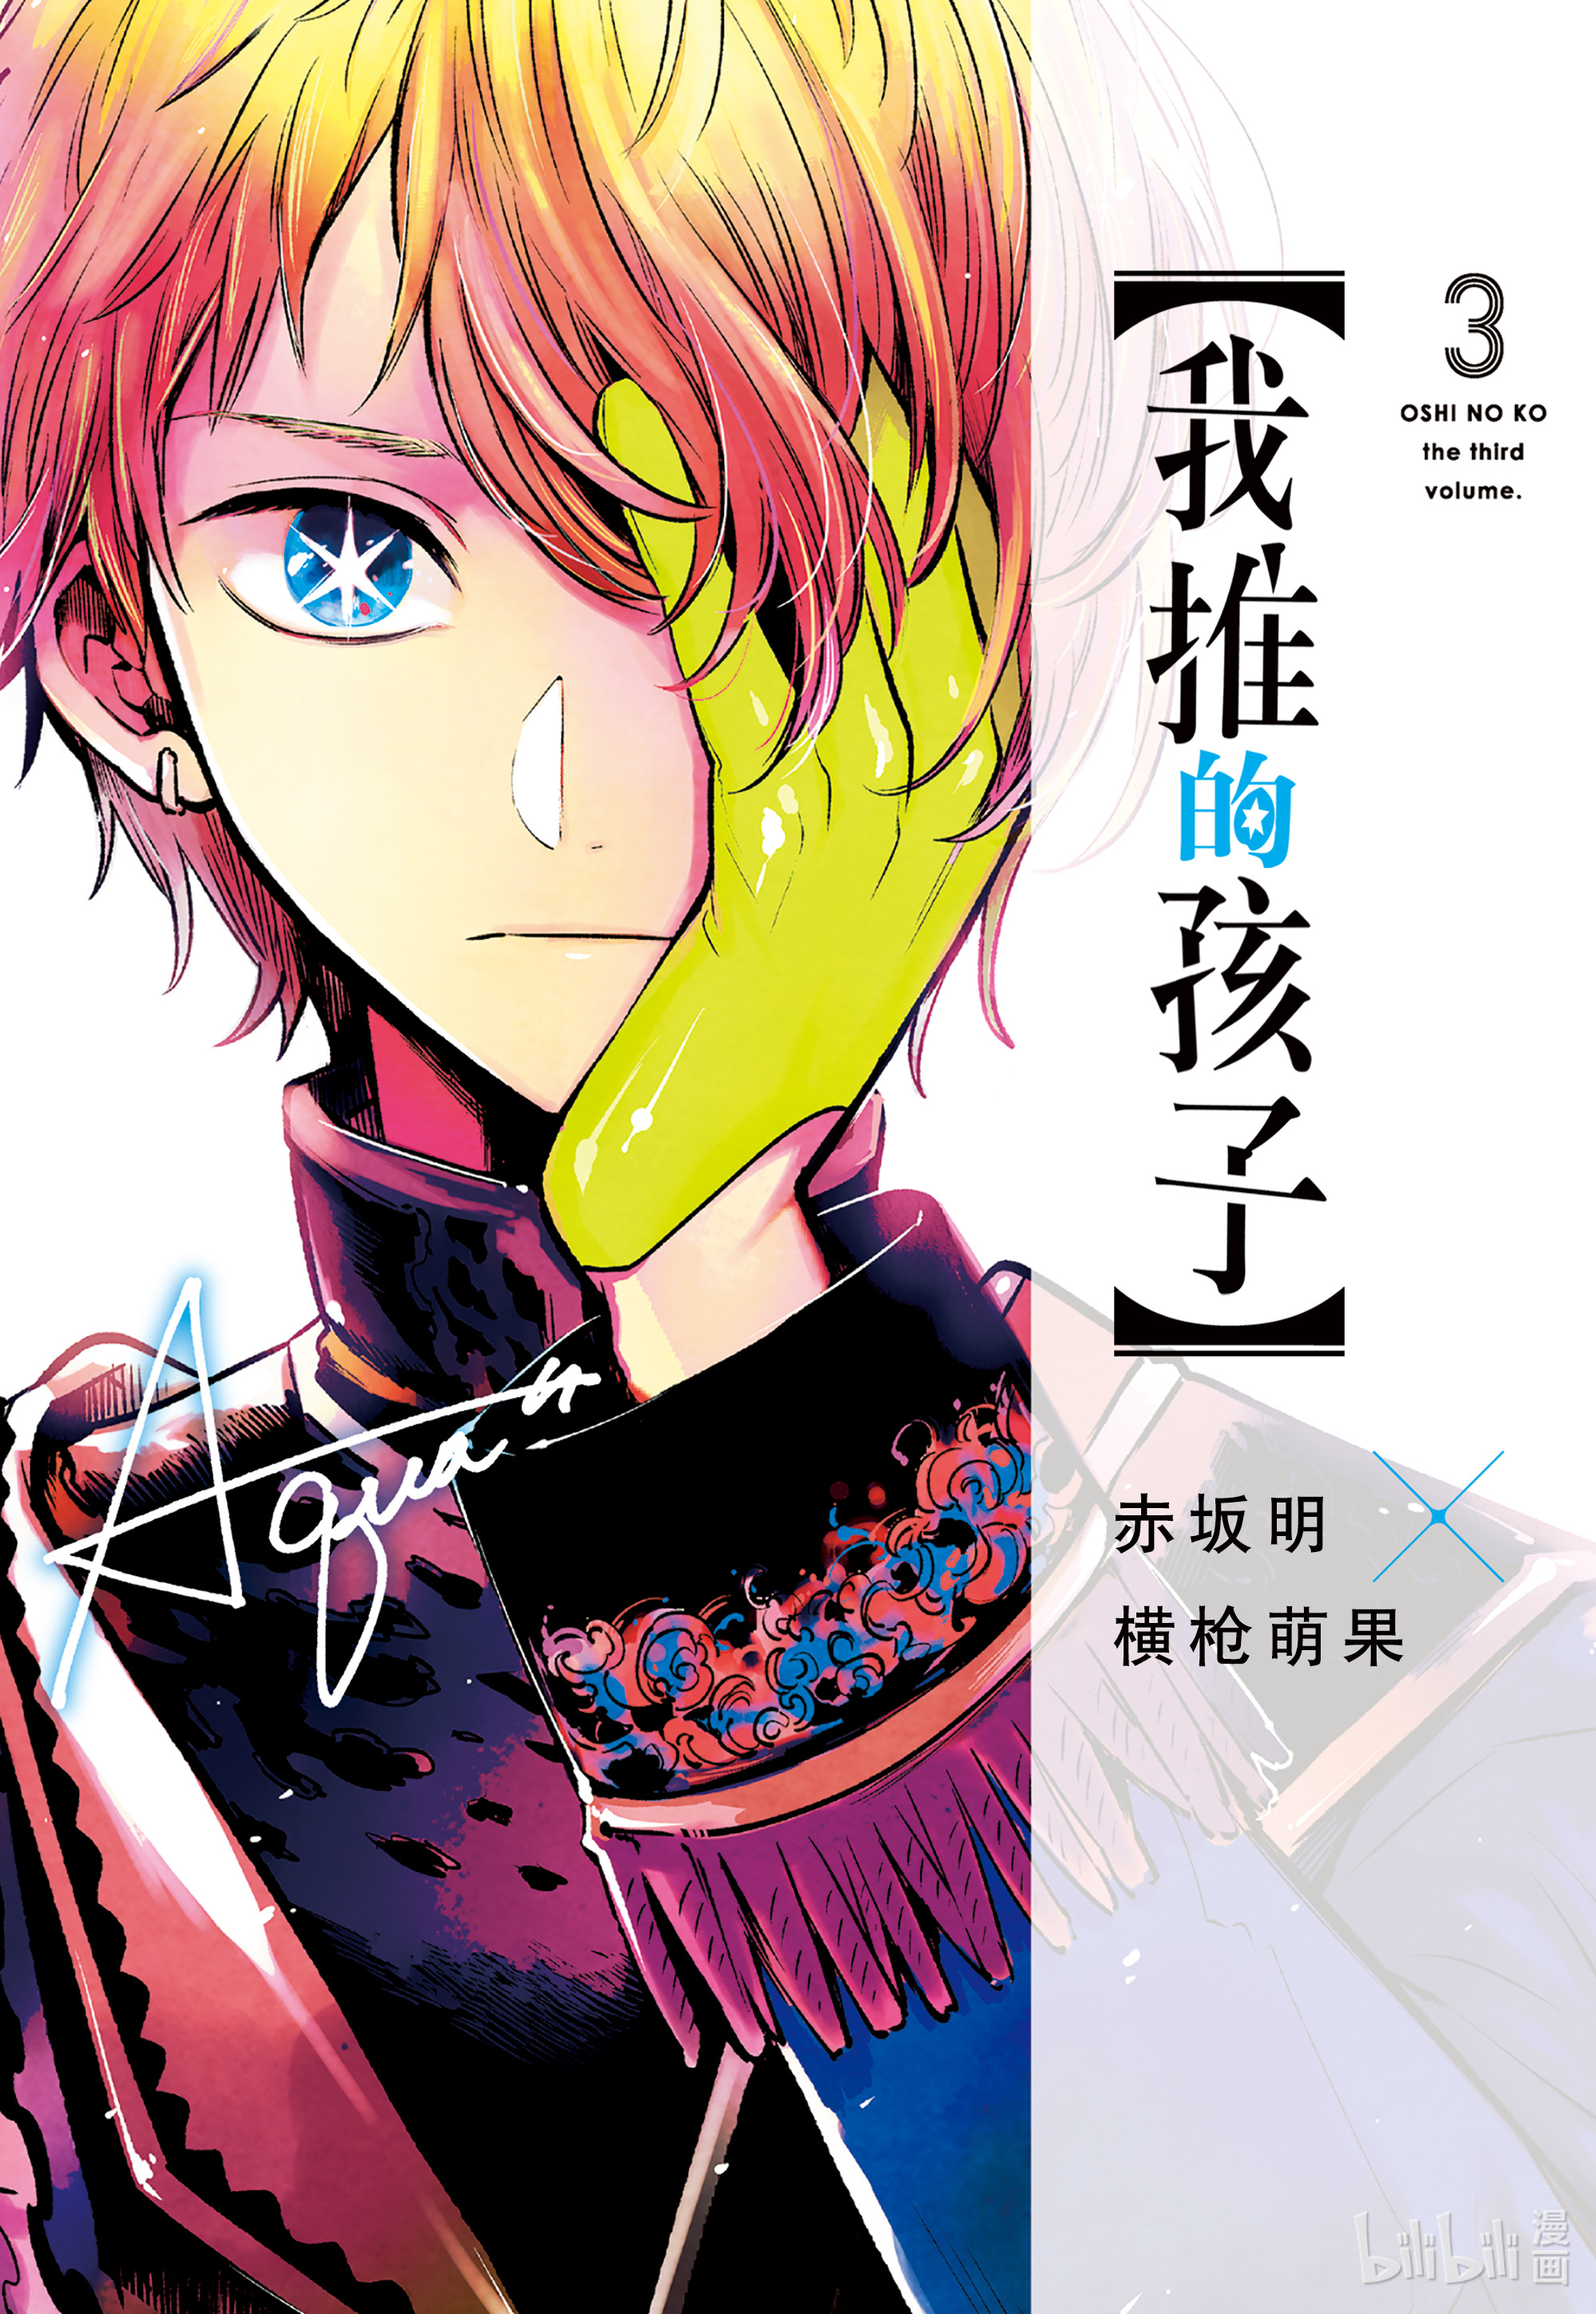 3
OSHI NO KO
the third
volume.
【我推的孩子】
赤坂明
×
横枪萌果
Aqua
bilibili漫画